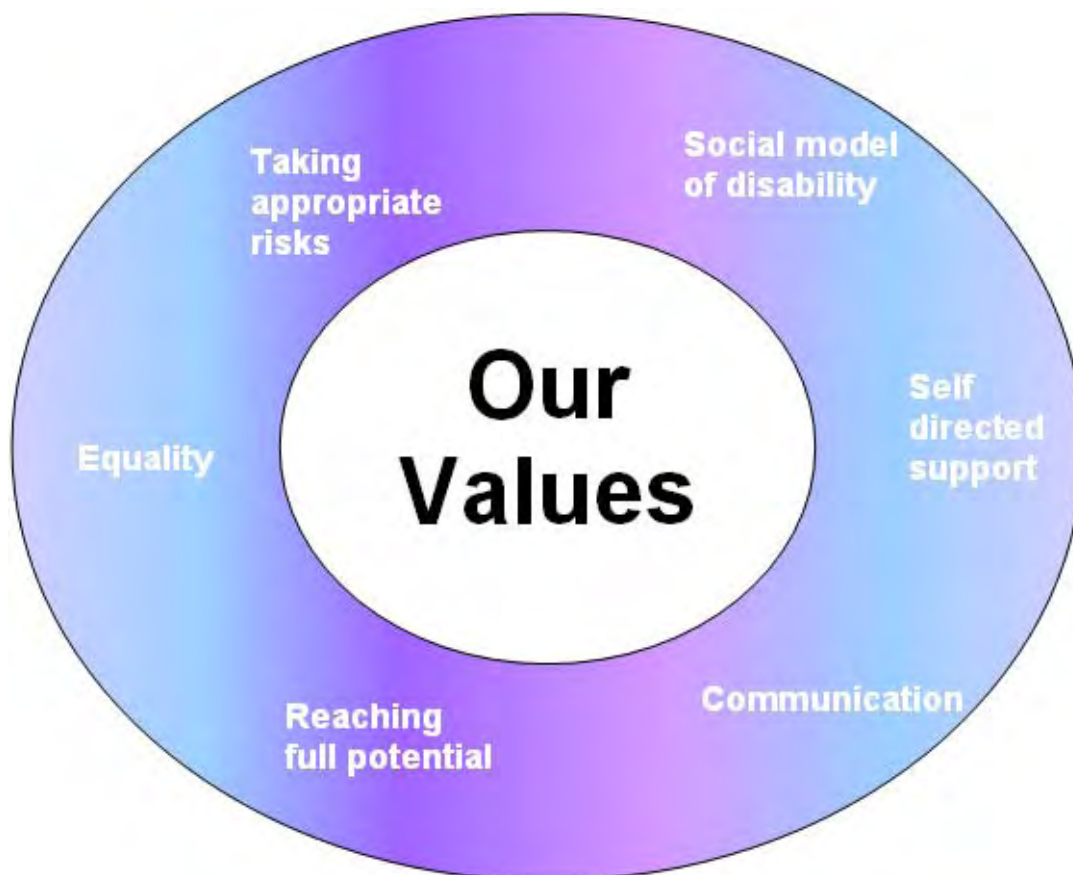 Our
Values
Social model
of disability
Self
directed
support
Communication
Reaching
full potential
Equality
Taking
appropriate
risks